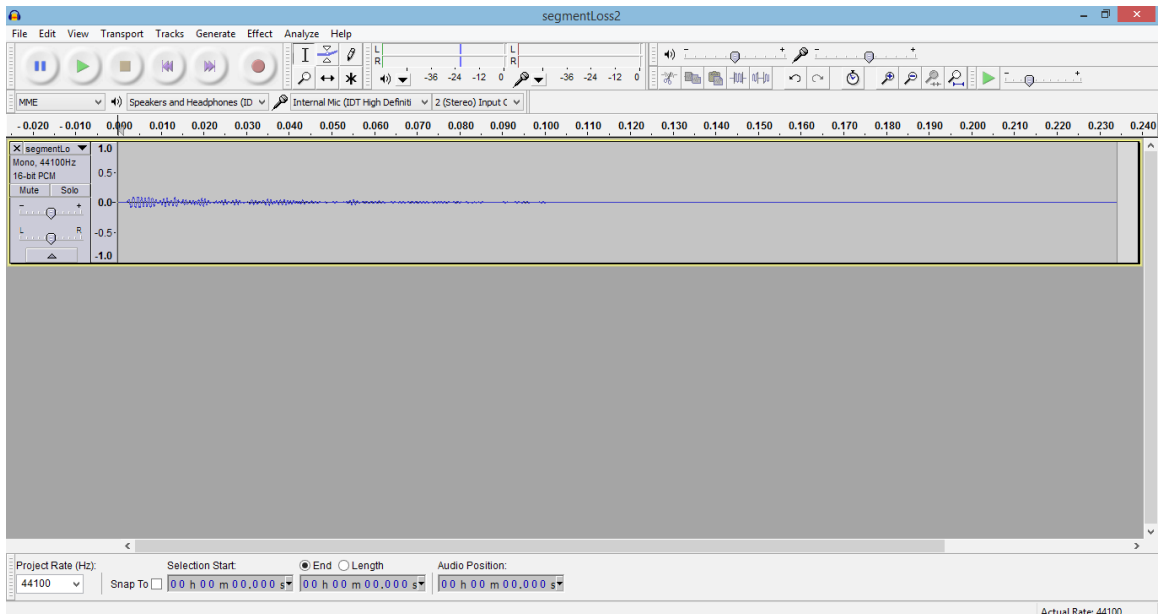 segmentLoss2
File Edit View Transport Tracks Generate Effect Analyze Help
L
R
-36 -24 -12 0
L
R
-36 -24 -12 0
MME
Speakers and Headphones (ID
Internal Mic (IDT High Definiti
2 (Stereo) Input C
-0.020 -0.010 0.000 0.010 0.020 0.030 0.040 0.050 0.060 0.070 0.080 0.090 0.100 0.110 0.120 0.130 0.140 0.150 0.160 0.170 0.180 0.190 0.200 0.210 0.220 0.230 0.240
X segmentLo
Mono, 44100Hz
16-bit PCM
Mute Solo
- +
L R
1.0
0.5-
0.0-
-0.5-
-1.0
Project Rate (Hz):
44100
Snap To
Selection Start:
00 h 00 m 00.000 s
End Length
00 h 00 m 00.000 s
Audio Position:
00 h 00 m 00.000 s
Actual Rate: 44100